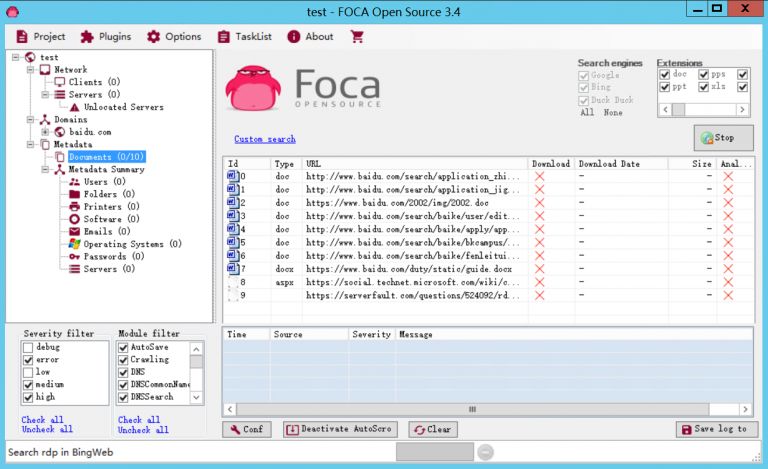 test - FOCA Open Source 3.4
Project Plugins Options TaskList About
test
Network
Clients (0)
Servers (0)
Unlocated Servers
Domains
baidu.com
Metadata
Documents (0/10)
Metadata Summary
Users (0)
Folders (0)
Printers (0)
Software (0)
Emails (0)
Operating Systems (0)
Passwords (0)
Servers (0)
Foca
OPENSOURCE
Custom search
Search engines
Google
Bing
Duck Duck
All None
Extensions
doc pps
ppt xls
Stop
Id Type URL Download Download Date Size Anal...
0 doc http://www.baidu.com/search/application_zhi... - -
1 doc http://www.baidu.com/search/application_jig... - -
2 doc https://www.baidu.com/2002/img/2002.doc - -
3 doc http://www.baidu.com/search/baike/user/edit... - -
4 doc http://www.baidu.com/search/baike/apply/app... - -
5 doc http://www.baidu.com/search/baike/bkcampus/... - -
6 doc http://www.baidu.com/search/baike/fenleitui... - -
7 docx https://www.baidu.com/duty/static/guide.docx - -
8 aspx https://social.technet.microsoft.com/wiki/c... - -
9 https://serverfault.com/questions/524092/rd... - -
Severity filter
debug
error
low
medium
high
Check all
Uncheck all
Module filter
AutoSave
Crawling
DNS
DNSCommonName
DNSSearch
Check all
Uncheck all
Time Source Severity Message
Conf Deactivate AutoScro Clear Save log to
Search rdp in BingWeb